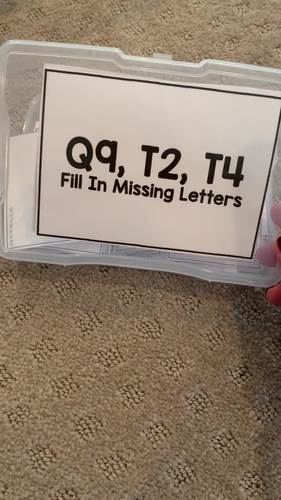 Q9, T2, T4
Fill In Missing Letters